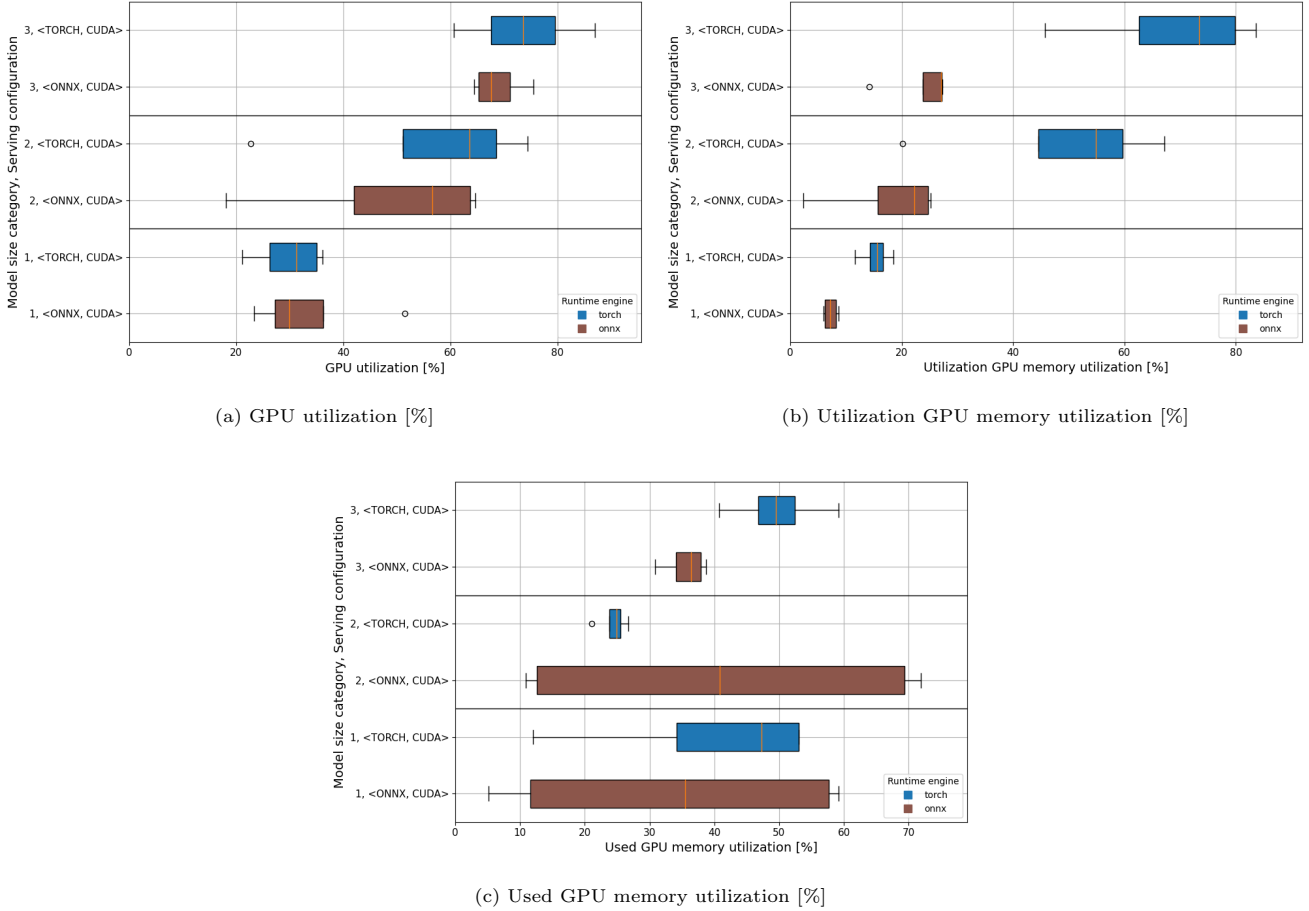 Model size category, Serving configuration
3, <TORCH, CUDA>
3, <ONNX, CUDA>
2, <TORCH, CUDA>
2, <ONNX, CUDA>
1, <TORCH, CUDA>
1, <ONNX, CUDA>
Runtime engine
torch
onnx
0 20 40 60 80
GPU utilization [%]
(a) GPU utilization [%]
Model size category, Serving configuration
3, <TORCH, CUDA>
3, <ONNX, CUDA>
2, <TORCH, CUDA>
2, <ONNX, CUDA>
1, <TORCH, CUDA>
1, <ONNX, CUDA>
Runtime engine
torch
onnx
0 20 40 60 80
Utilization GPU memory utilization [%]
(b) Utilization GPU memory utilization [%]
Model size category, Serving configuration
3, <TORCH, CUDA>
3, <ONNX, CUDA>
2, <TORCH, CUDA>
2, <ONNX, CUDA>
1, <TORCH, CUDA>
1, <ONNX, CUDA>
Runtime engine
torch
onnx
0 10 20 30 40 50 60 70
Used GPU memory utilization [%]
(c) Used GPU memory utilization [%]